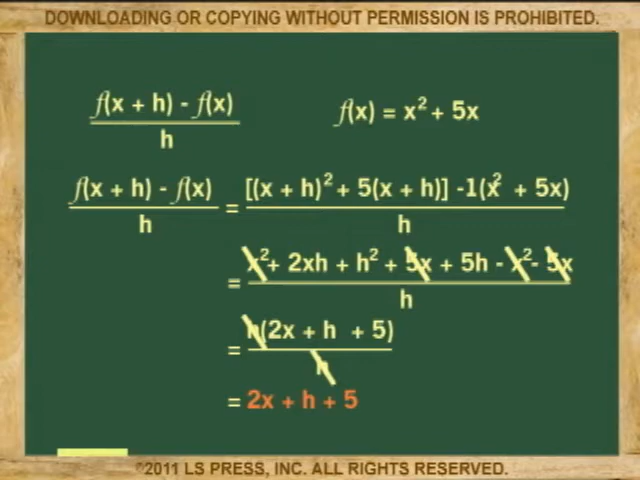 DOWNLOADING OR COPYING WITHOUT PERMISSION IS PROHIBITED.
f(x + h) - f(x)
h
f(x) = x² + 5x
f(x + h) - f(x)
h
= [(x + h)² + 5(x + h)] -1(x² + 5x)
h
= x² + 2xh + h² + 5x + 5h - x² - 5x
h
= h(2x + h + 5)
h
= 2x + h + 5
©2011 LS PRESS, INC. ALL RIGHTS RESERVED.